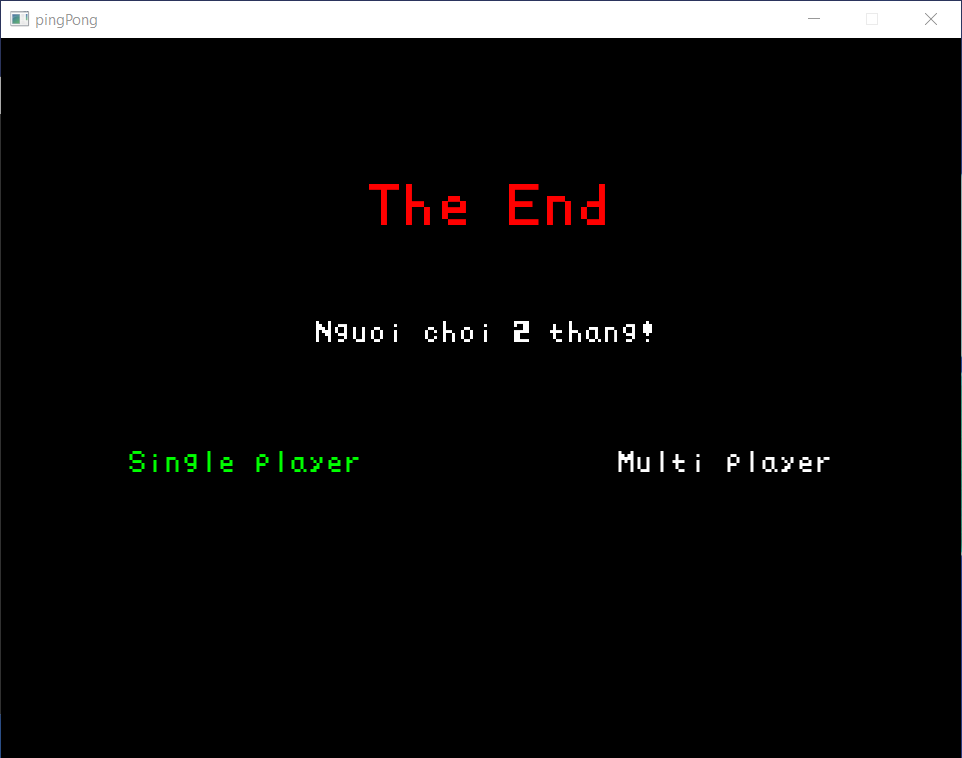 pingPong
The End
Nguoi choi 2 thang!
Single Player
Multi Player